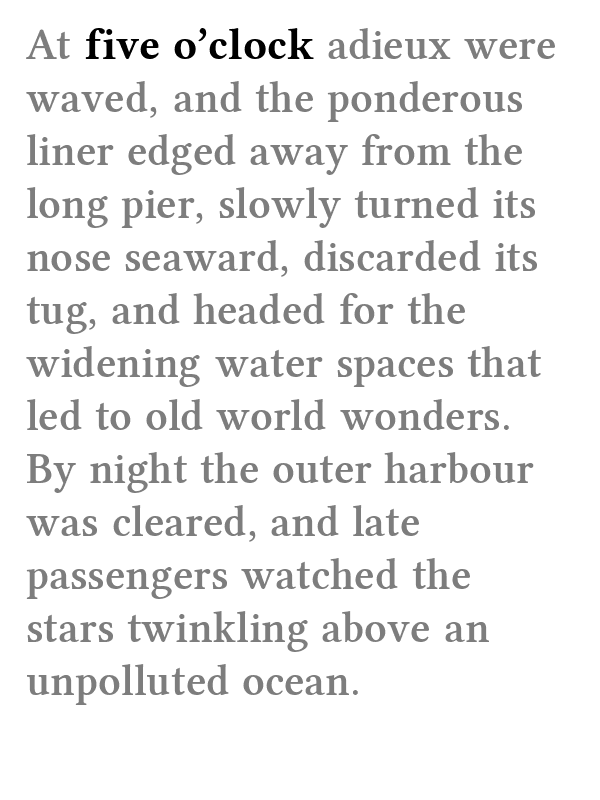 At five o’clock adieux were
waved, and the ponderous
liner edged away from the
long pier, slowly turned its
nose seaward, discarded its
tug, and headed for the
widening water spaces that
led to old world wonders.
By night the outer harbour
was cleared, and late
passengers watched the
stars twinkling above an
unpolluted ocean.